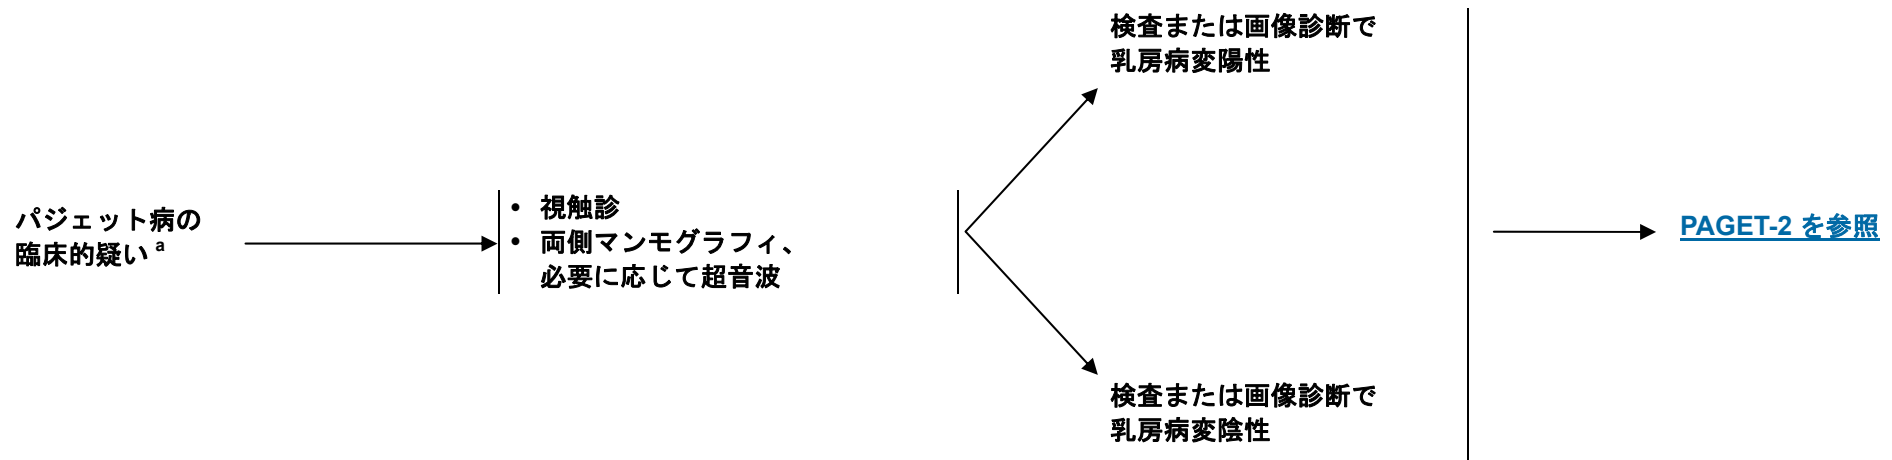 パジェット病の
臨床的疑い a
• 視触診
• 両側マンモグラフィ、
必要に応じて超音波
検査または画像診断で
乳房病変陽性
検査または画像診断で
乳房病変陰性
PAGET-2 を参照